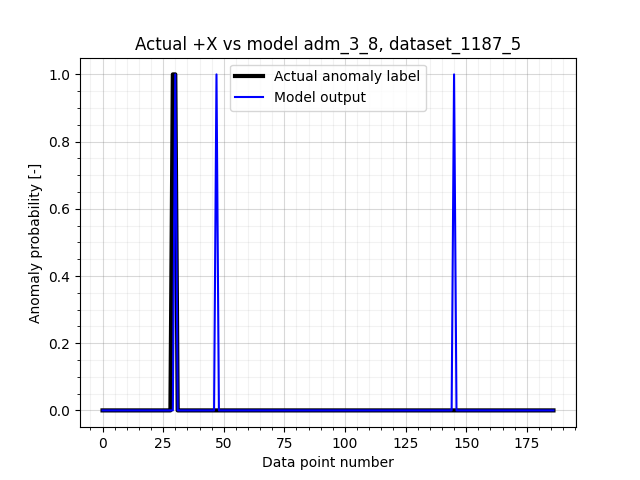 Actual +X vs model adm_3_8, dataset_1187_5
Actual anomaly label
Model output
Anomaly probability [-]
1.0
0.8
0.6
0.4
0.2
0.0
0 25 50 75 100 125 150 175
Data point number